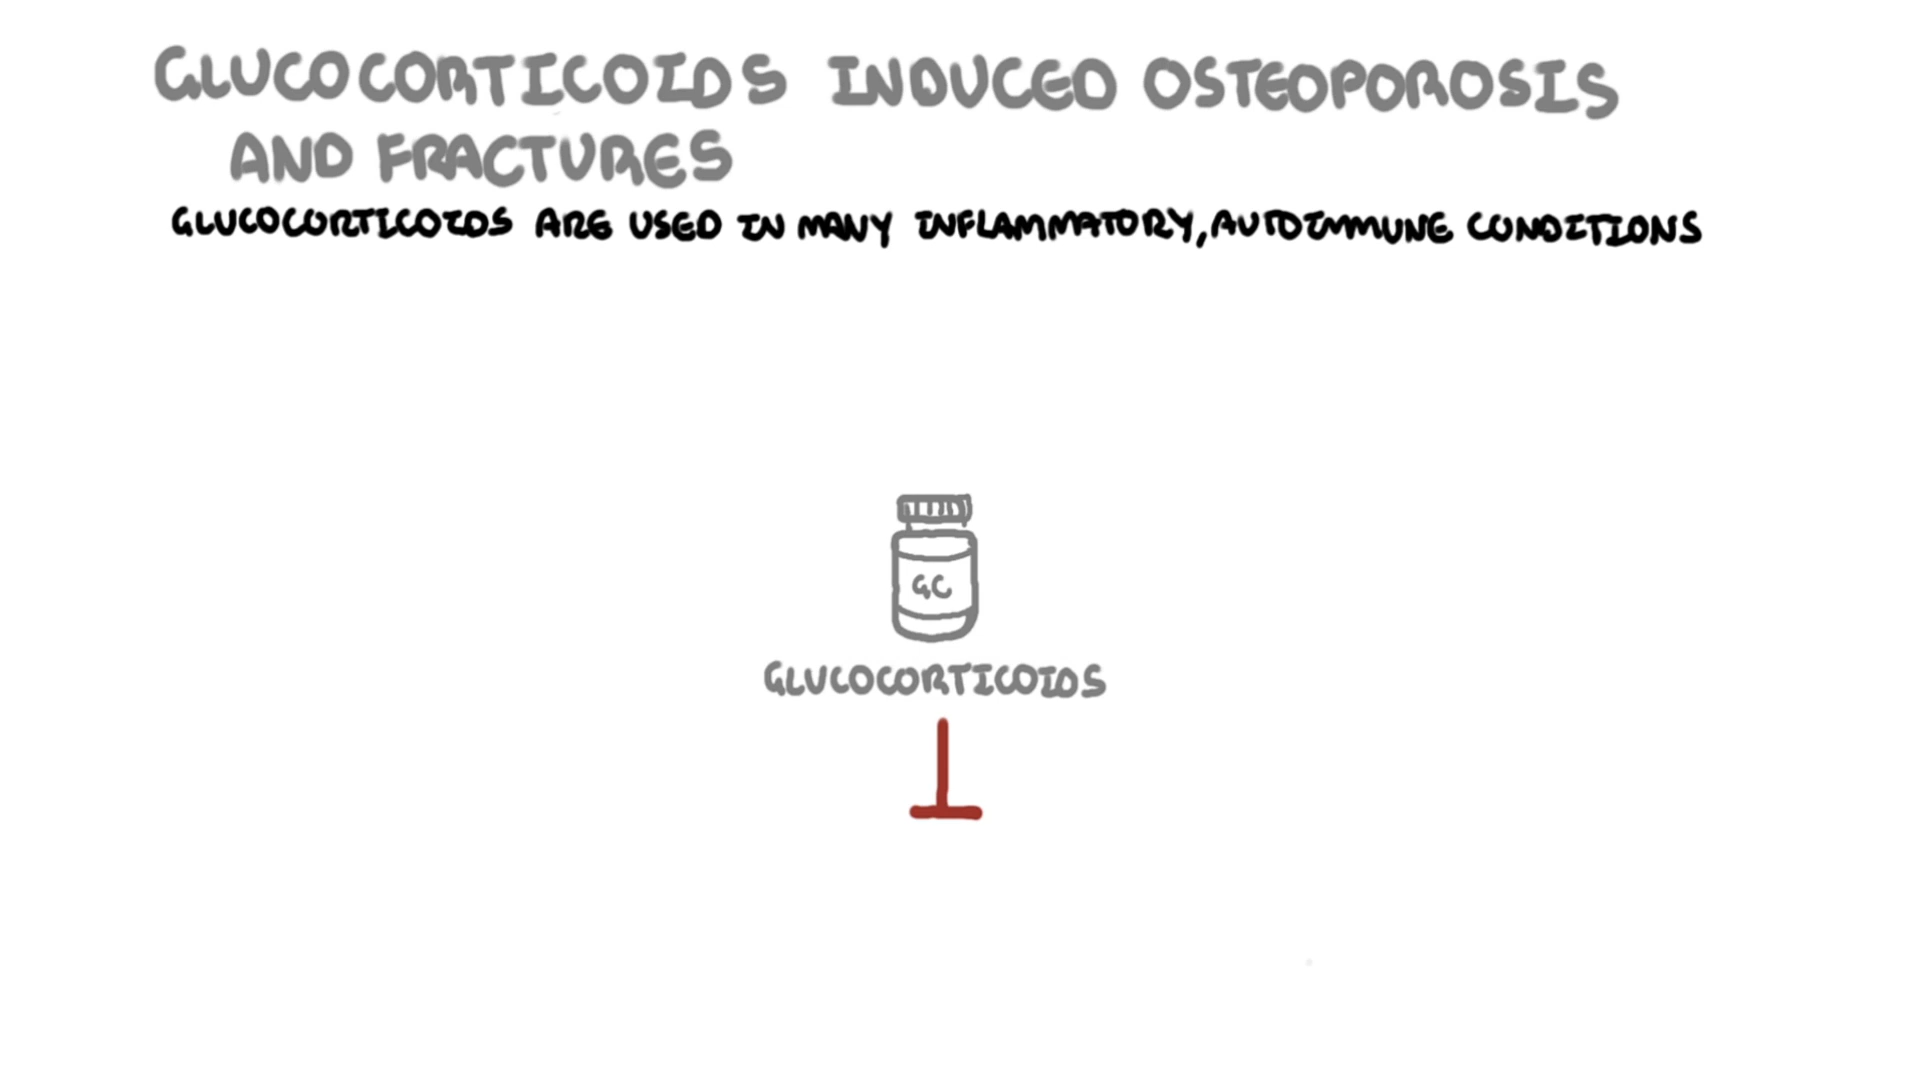 GLUCOCORTICOIDS INDUCED OSTEOPOROSIS
AND FRACTURES
GLUCOCORTICOIDS ARE USED IN MANY INFLAMMATORY, AUTOIMMUNE CONDITIONS
GC
GLUCOCORTICOIDS